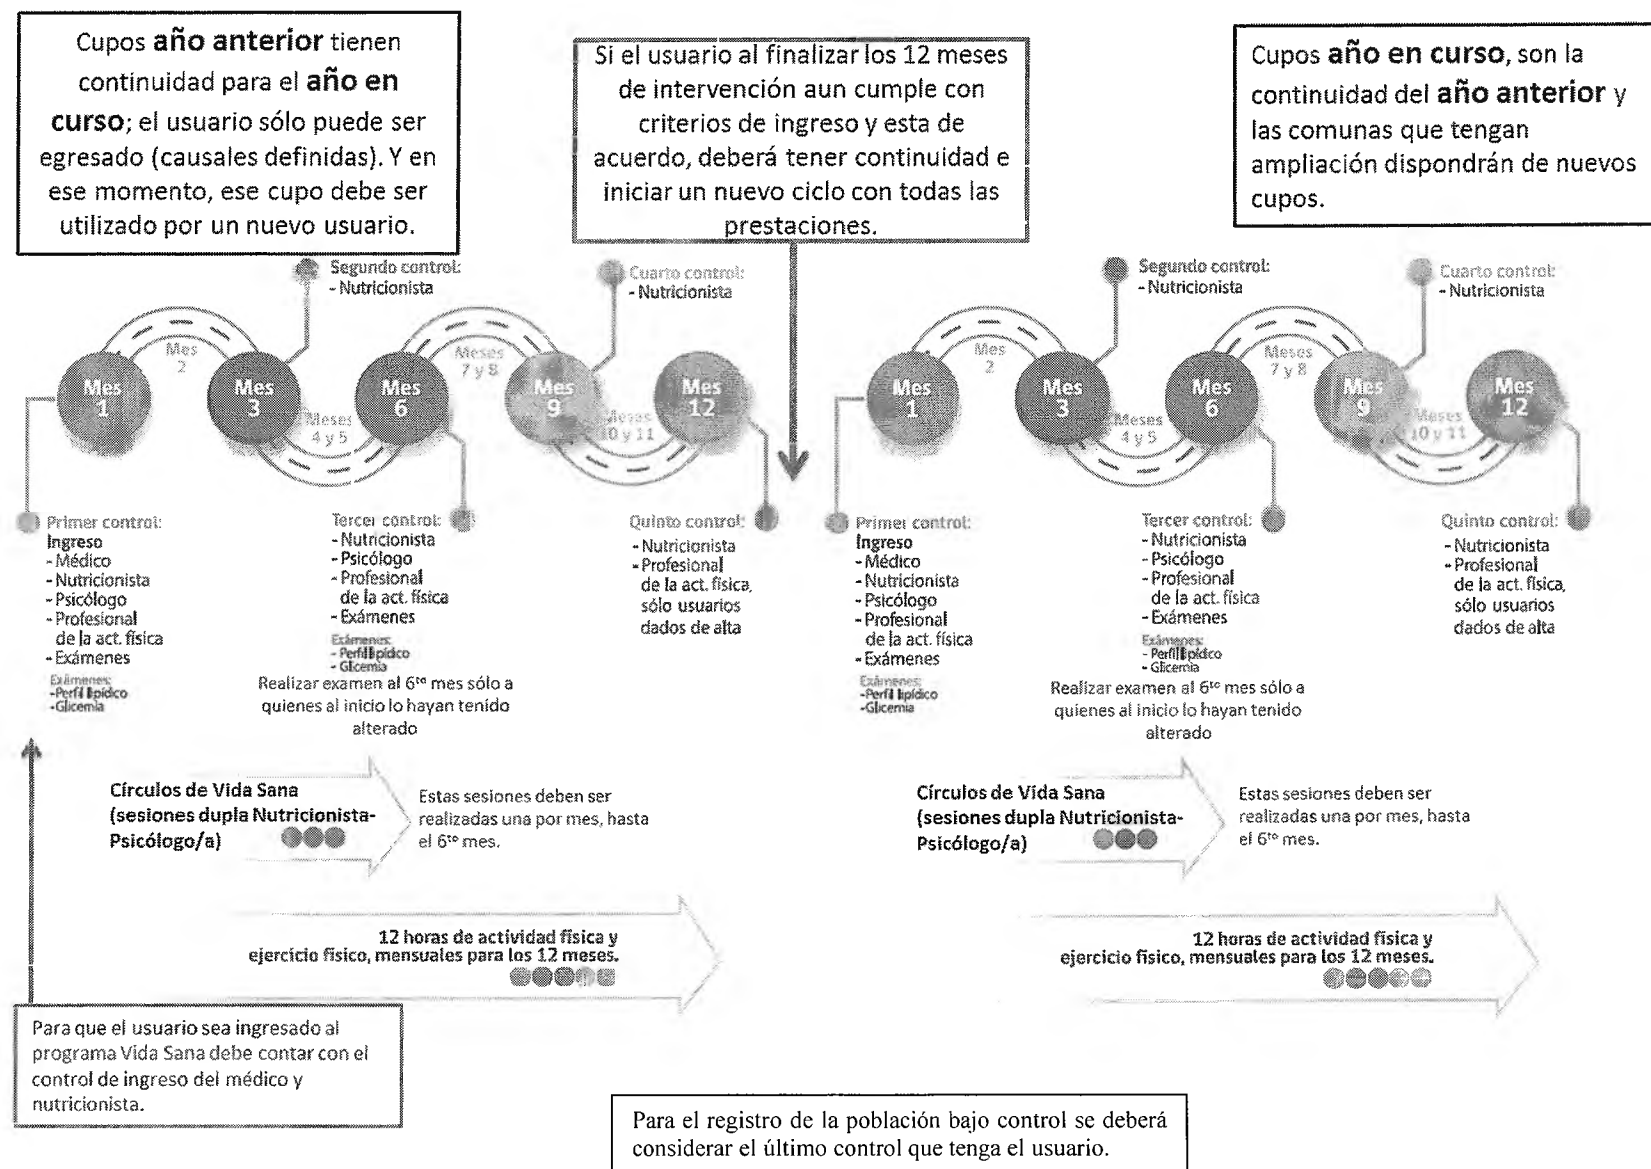 Cupos año anterior tienen
continuidad para el año en
curso; el usuario sólo puede ser
egresado (causales definidas). Y en
ese momento, ese cupo debe ser
utilizado por un nuevo usuario.
Si el usuario al finalizar los 12 meses
de intervención aun cumple con
criterios de ingreso y esta de
acuerdo, deberá tener continuidad e
iniciar un nuevo ciclo con todas las
prestaciones.
Cupos año en curso, son la
continuidad del año anterior y
las comunas que tengan
ampliación dispondrán de nuevos
cupos.
Segundo control:
- Nutricionista
Cuarto control:
- Nutricionista
Mes
1
Mes
2
Mes
3
Meses
4 y 5
Mes
6
Meses
7 y 8
Mes
9
Meses
10 y 11
Mes
12
Primer control:
Ingreso
- Médico
- Nutricionista
- Psicólogo
- Profesional
de la act. física
- Exámenes
Exámenes:
-Perfil lipídico
-Glicemia
Tercer control:
- Nutricionista
- Psicólogo
- Profesional
de la act. física
- Exámenes
Exámenes:
- Perfil lipídico
- Glicemia
Realizar examen al 6to mes sólo a
quienes al inicio lo hayan tenido
alterado
Quinto control:
- Nutricionista
- Profesional
de la act. física,
sólo usuarios
dados de alta
Círculos de Vida Sana
(sesiones dupla Nutricionista-
Psicólogo/a)
Estas sesiones deben ser
realizadas una por mes, hasta
el 6to mes.
12 horas de actividad física y
ejercicio físico, mensuales para los 12 meses.
Segundo control:
- Nutricionista
Cuarto control:
- Nutricionista
Mes
1
Mes
2
Mes
3
Meses
4 y 5
Mes
6
Meses
7 y 8
Mes
9
Meses
10 y 11
Mes
12
Primer control:
Ingreso
- Médico
- Nutricionista
- Psicólogo
- Profesional
de la act. física
- Exámenes
Exámenes:
-Perfil lipídico
-Glicemia
Tercer control:
- Nutricionista
- Psicólogo
- Profesional
de la act. física
- Exámenes
Exámenes:
- Perfil lipídico
- Glicemia
Realizar examen al 6to mes sólo a
quienes al inicio lo hayan tenido
alterado
Quinto control:
- Nutricionista
- Profesional
de la act. física,
sólo usuarios
dados de alta
Círculos de Vida Sana
(sesiones dupla Nutricionista-
Psicólogo/a)
Estas sesiones deben ser
realizadas una por mes, hasta
el 6to mes.
12 horas de actividad física y
ejercicio físico, mensuales para los 12 meses.
Para que el usuario sea ingresado al
programa Vida Sana debe contar con el
control de ingreso del médico y
nutricionista.
Para el registro de la población bajo control se deberá
considerar el último control que tenga el usuario.